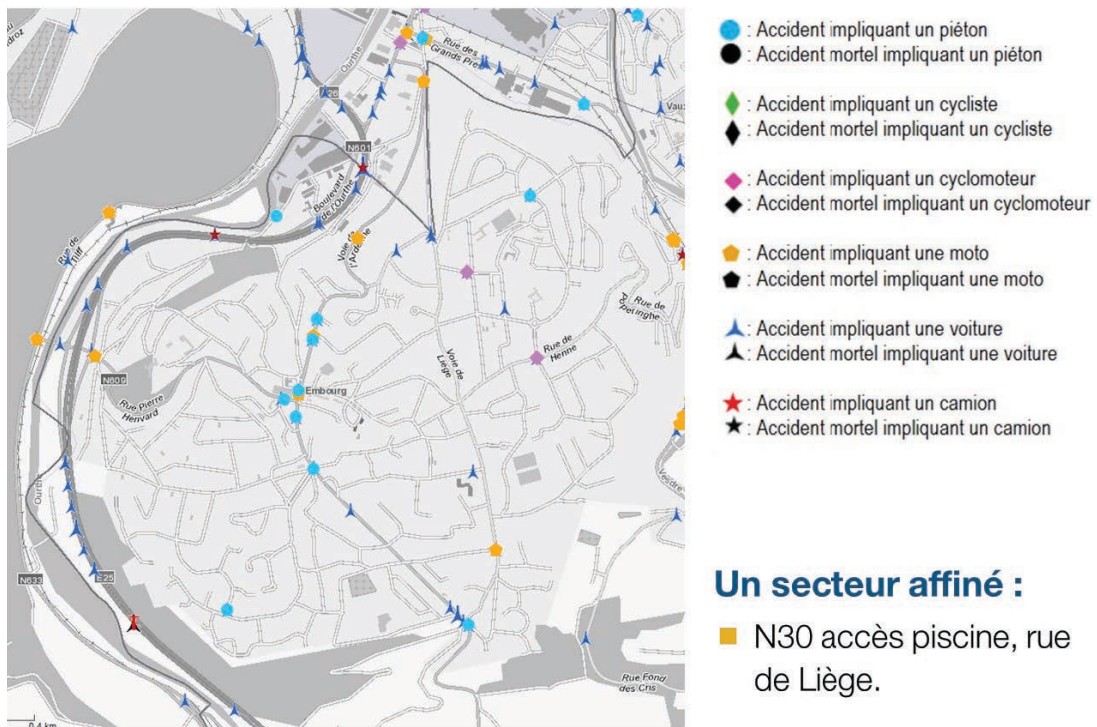 Ourthe
Rue des
Grands Prés
E26
Vaux
N601
Boulevard
de l'Ourthe
Rue de
Tilff
Voie de
l'Ardenne
Rue de
Poperinghe
Rue de
Henne
Voie de
Liège
N609
Embourg
Rue Pierre
Henvard
Ourthe
Vesdre
N633
E25
Rue Fond
des Cris
0.4 km
: Accident impliquant un piéton
: Accident mortel impliquant un piéton
: Accident impliquant un cycliste
: Accident mortel impliquant un cycliste
: Accident impliquant un cyclomoteur
: Accident mortel impliquant un cyclomoteur
: Accident impliquant une moto
: Accident mortel impliquant une moto
: Accident impliquant une voiture
: Accident mortel impliquant une voiture
: Accident impliquant un camion
: Accident mortel impliquant un camion
Un secteur affiné :
N30 accès piscine, rue
de Liège.